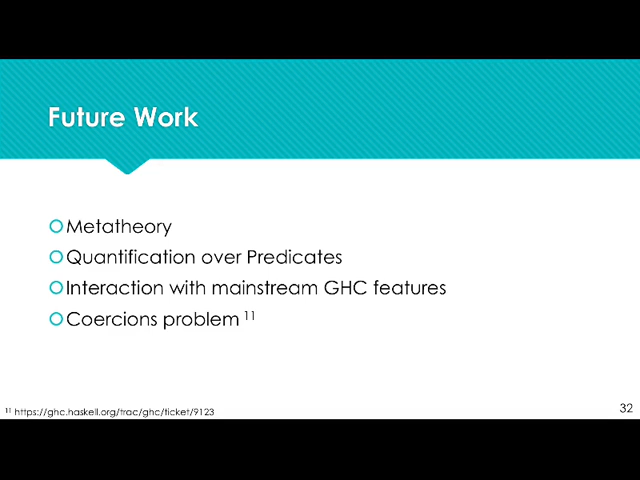 Future Work
Metatheory
Quantification over Predicates
Interaction with mainstream GHC features
Coercions problem 11
11 https://ghc.haskell.org/trac/ghc/ticket/9123
32